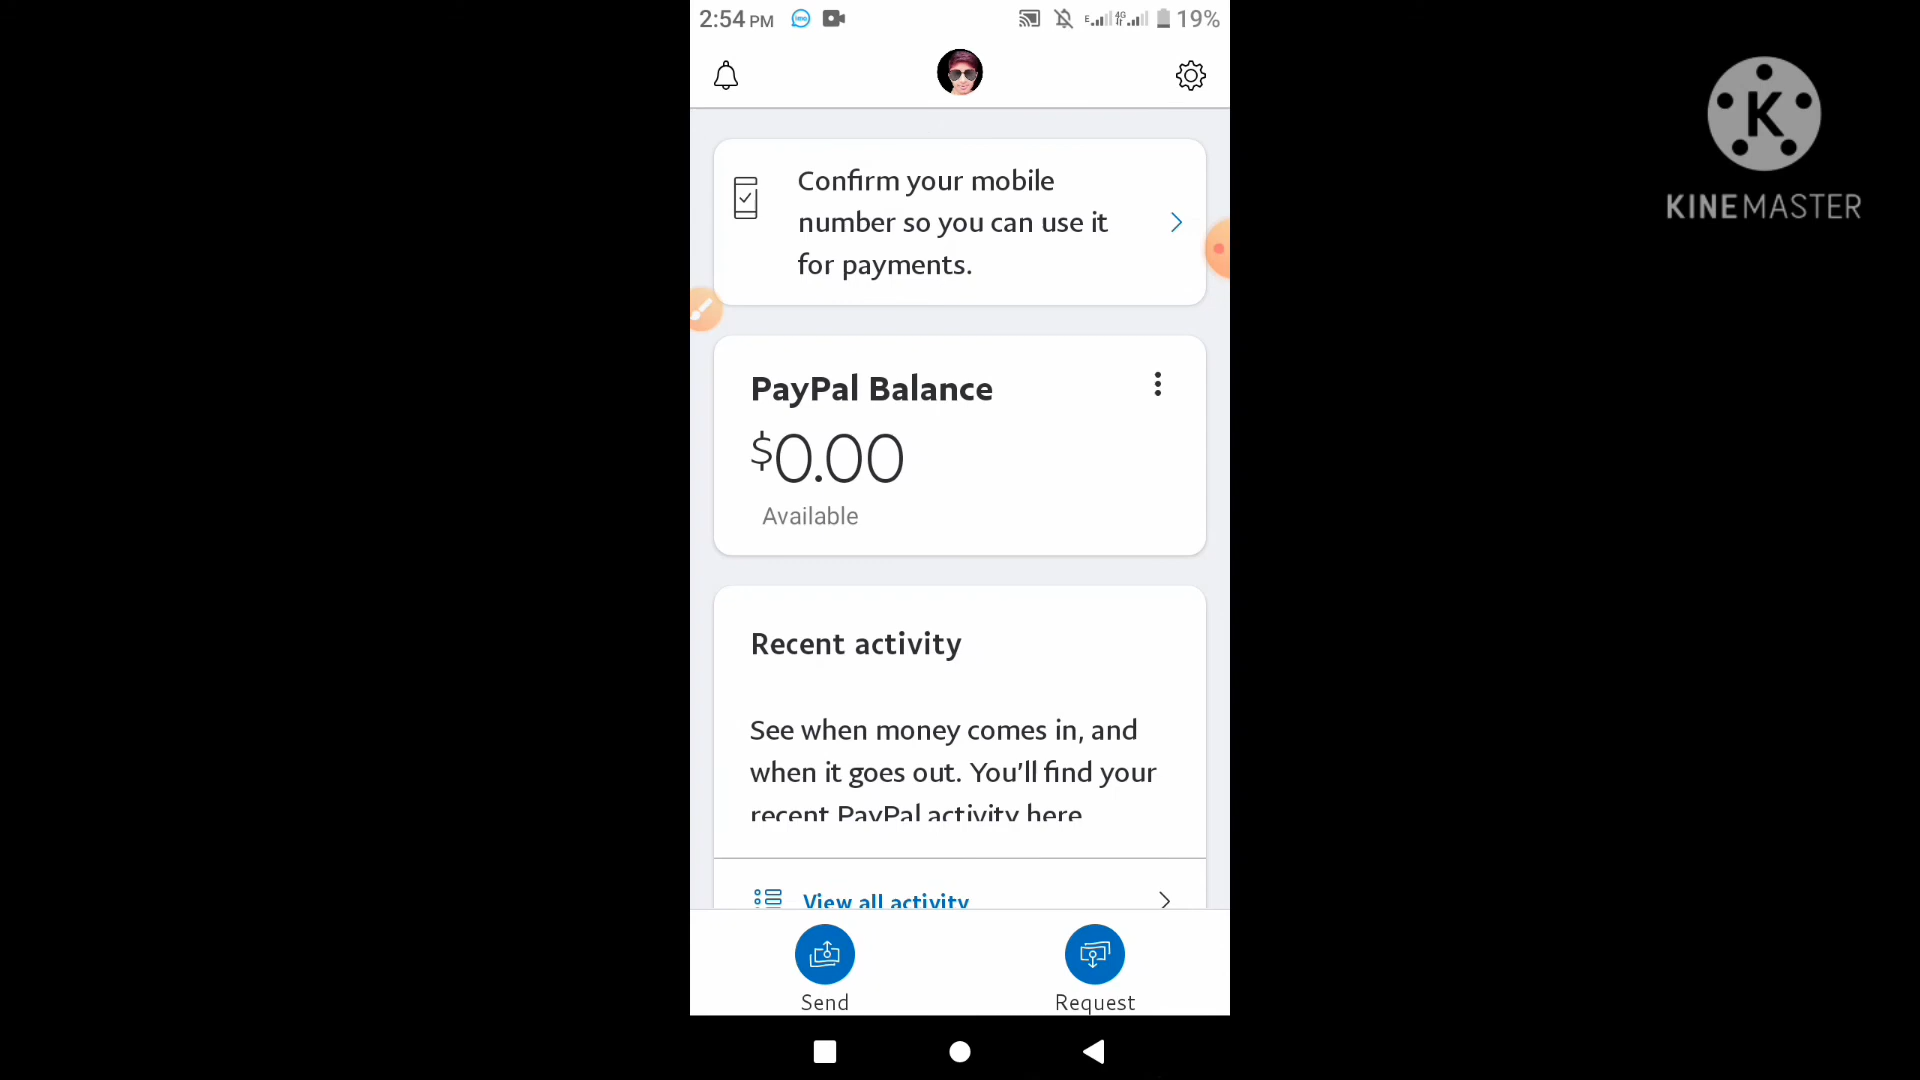 2:54 PM
19%
KINEMASTER
Confirm your mobile
number so you can use it
for payments.
PayPal Balance
$0.00
Available
Recent activity
See when money comes in, and
when it goes out. You'll find your
recent PayPal activity here
View all activity
Send
Request